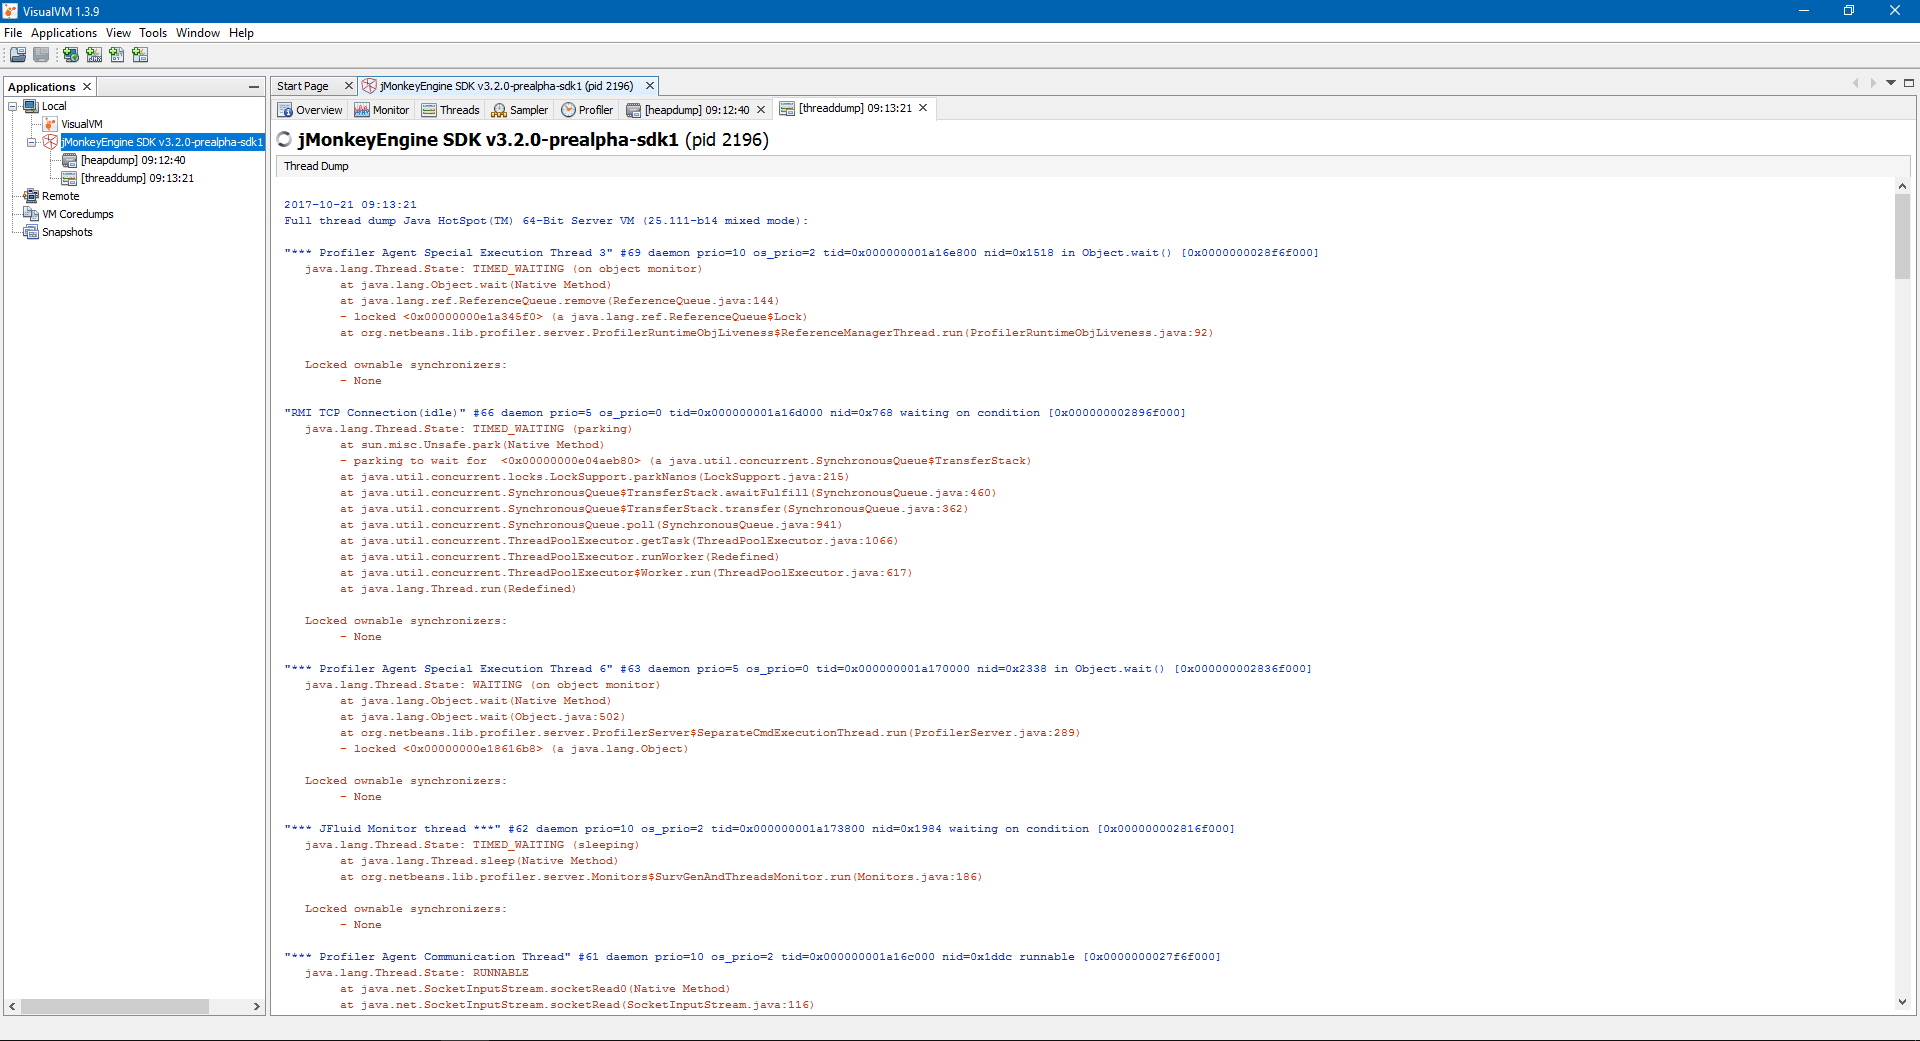 VisualVM 1.3.9
File Applications View Tools Window Help
Applications
Local
VisualVM
jMonkeyEngine SDK v3.2.0-prealpha-sdk1
[heapdump] 09:12:40
[threaddump] 09:13:21
Remote
VM Coredumps
Snapshots
Start Page
jMonkeyEngine SDK v3.2.0-prealpha-sdk1 (pid 2196)
Overview Monitor Threads Sampler Profiler [heapdump] 09:12:40 [threaddump] 09:13:21
jMonkeyEngine SDK v3.2.0-prealpha-sdk1 (pid 2196)
Thread Dump
2017-10-21 09:13:21
Full thread dump Java HotSpot(TM) 64-Bit Server VM (25.111-b14 mixed mode):
"*** Profiler Agent Special Execution Thread 3" #69 daemon prio=10 os_prio=2 tid=0x000000001a16e800 nid=0x1518 in Object.wait() [0x0000000028f6f000]
java.lang.Thread.State: TIMED_WAITING (on object monitor)
at java.lang.Object.wait(Native Method)
at java.lang.ref.ReferenceQueue.remove(ReferenceQueue.java:144)
- locked <0x00000000e1a345f0> (a java.lang.ref.ReferenceQueue$Lock)
at org.netbeans.lib.profiler.server.ProfilerRuntimeObjLiveness$ReferenceManagerThread.run(ProfilerRuntimeObjLiveness.java:92)
Locked ownable synchronizers:
- None
"RMI TCP Connection(idle)" #66 daemon prio=5 os_prio=0 tid=0x000000001a16d000 nid=0x768 waiting on condition [0x000000002896f000]
java.lang.Thread.State: TIMED_WAITING (parking)
at sun.misc.Unsafe.park(Native Method)
- parking to wait for  <0x00000000e04aeb80> (a java.util.concurrent.SynchronousQueue$TransferStack)
at java.util.concurrent.locks.LockSupport.parkNanos(LockSupport.java:215)
at java.util.concurrent.SynchronousQueue$TransferStack.awaitFulfill(SynchronousQueue.java:460)
at java.util.concurrent.SynchronousQueue$TransferStack.transfer(SynchronousQueue.java:362)
at java.util.concurrent.SynchronousQueue.poll(SynchronousQueue.java:941)
at java.util.concurrent.ThreadPoolExecutor.getTask(ThreadPoolExecutor.java:1066)
at java.util.concurrent.ThreadPoolExecutor.runWorker(Redefined)
at java.util.concurrent.ThreadPoolExecutor$Worker.run(ThreadPoolExecutor.java:617)
at java.lang.Thread.run(Redefined)
Locked ownable synchronizers:
- None
"*** Profiler Agent Special Execution Thread 6" #63 daemon prio=5 os_prio=0 tid=0x000000001a170000 nid=0x2338 in Object.wait() [0x000000002836f000]
java.lang.Thread.State: WAITING (on object monitor)
at java.lang.Object.wait(Native Method)
at java.lang.Object.wait(Object.java:502)
at org.netbeans.lib.profiler.server.ProfilerServer$SeparateCmdExecutionThread.run(ProfilerServer.java:289)
- locked <0x00000000e18616b8> (a java.lang.Object)
Locked ownable synchronizers:
- None
"*** JFluid Monitor thread ***" #62 daemon prio=10 os_prio=2 tid=0x000000001a173800 nid=0x1984 waiting on condition [0x000000002816f000]
java.lang.Thread.State: TIMED_WAITING (sleeping)
at java.lang.Thread.sleep(Native Method)
at org.netbeans.lib.profiler.server.Monitors$SurvGenAndThreadsMonitor.run(Monitors.java:186)
Locked ownable synchronizers:
- None
"*** Profiler Agent Communication Thread" #61 daemon prio=10 os_prio=2 tid=0x000000001a16c000 nid=0x1ddc runnable [0x0000000027f6f000]
java.lang.Thread.State: RUNNABLE
at java.net.SocketInputStream.socketRead0(Native Method)
at java.net.SocketInputStream.socketRead(SocketInputStream.java:116)